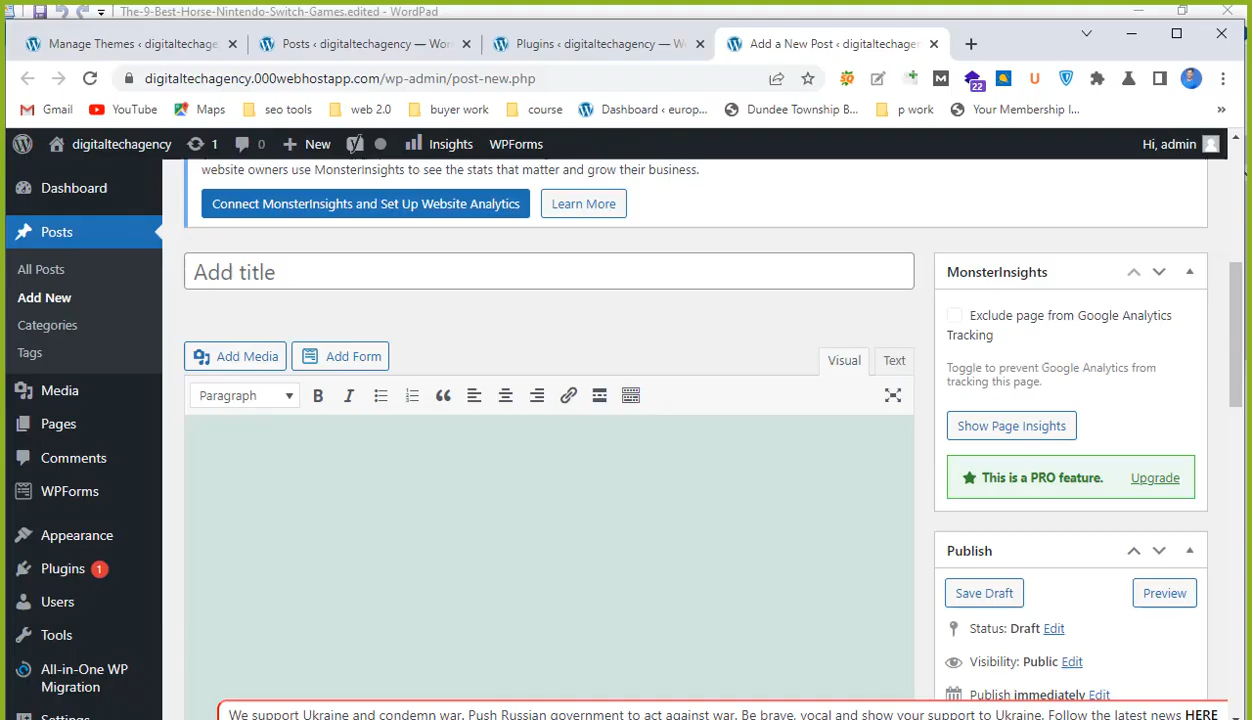 The-9-Best-Horse-Nintendo-Switch-Games.edited - WordPad
Manage Themes ‹ digitaltechage
Posts ‹ digitaltechagency — Wor
Plugins ‹ digitaltechagency — W
Add a New Post ‹ digitaltechagen
digitaltechagency.000webhostapp.com/wp-admin/post-new.php
22
Gmail
YouTube
Maps
seo tools
web 2.0
buyer work
course
Dashboard ‹ europ...
Dundee Township B...
p work
Your Membership I...
»
digitaltechagency
1
0
New
Insights
WPForms
Hi, admin
website owners use MonsterInsights to see the stats that matter and grow their business.
Connect MonsterInsights and Set Up Website Analytics
Learn More
Dashboard
Posts
All Posts
Add New
Categories
Tags
Media
Pages
Comments
WPForms
Appearance
Plugins 1
Users
Tools
All-in-One WP
Migration
Settings
Add title
Add Media
Add Form
Visual
Text
Paragraph
B
I
MonsterInsights
Exclude page from Google Analytics
Tracking
Toggle to prevent Google Analytics from
tracking this page.
Show Page Insights
This is a PRO feature.
Upgrade
Publish
Save Draft
Preview
Status: Draft Edit
Visibility: Public Edit
Publish immediately Edit
We support Ukraine and condemn war. Push Russian government to act against war. Be brave, vocal and show your support to Ukraine. Follow the latest news HERE